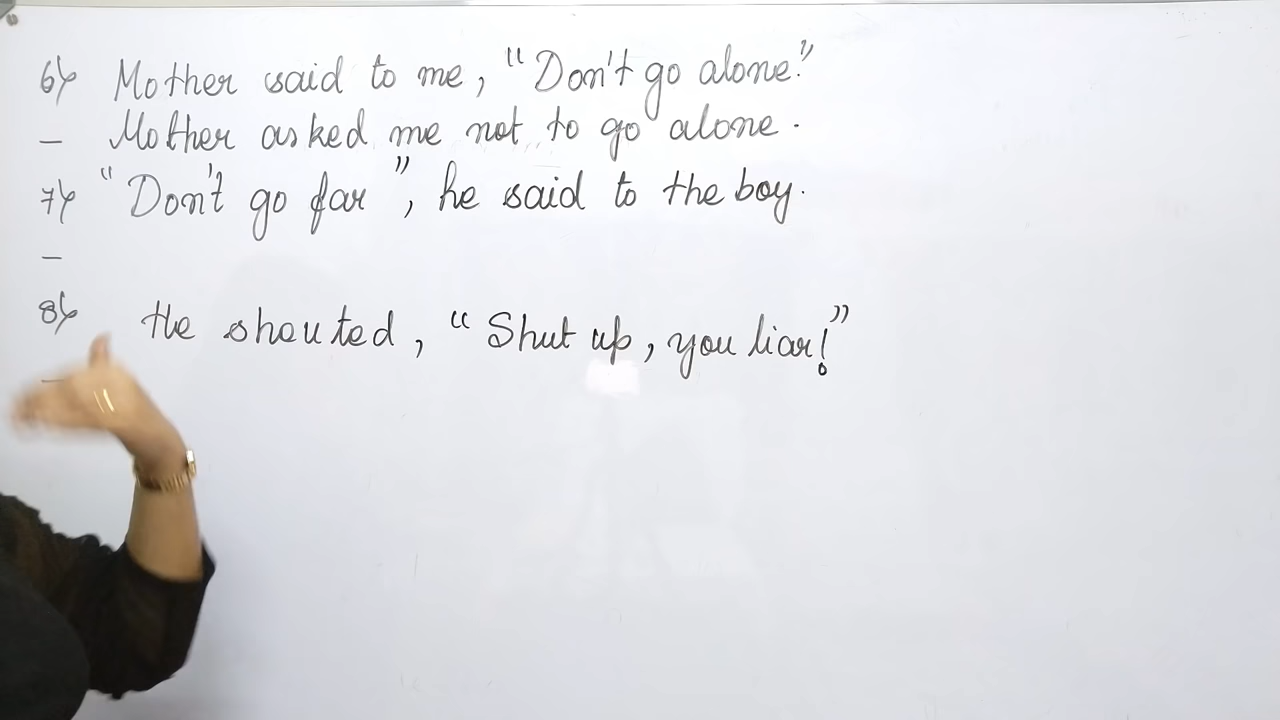 6) Mother said to me, "Don't go alone."
– Mother asked me not to go alone.
7) "Don't go far", he said to the boy.
–
8) He shouted, "Shut up, you liar!"
–